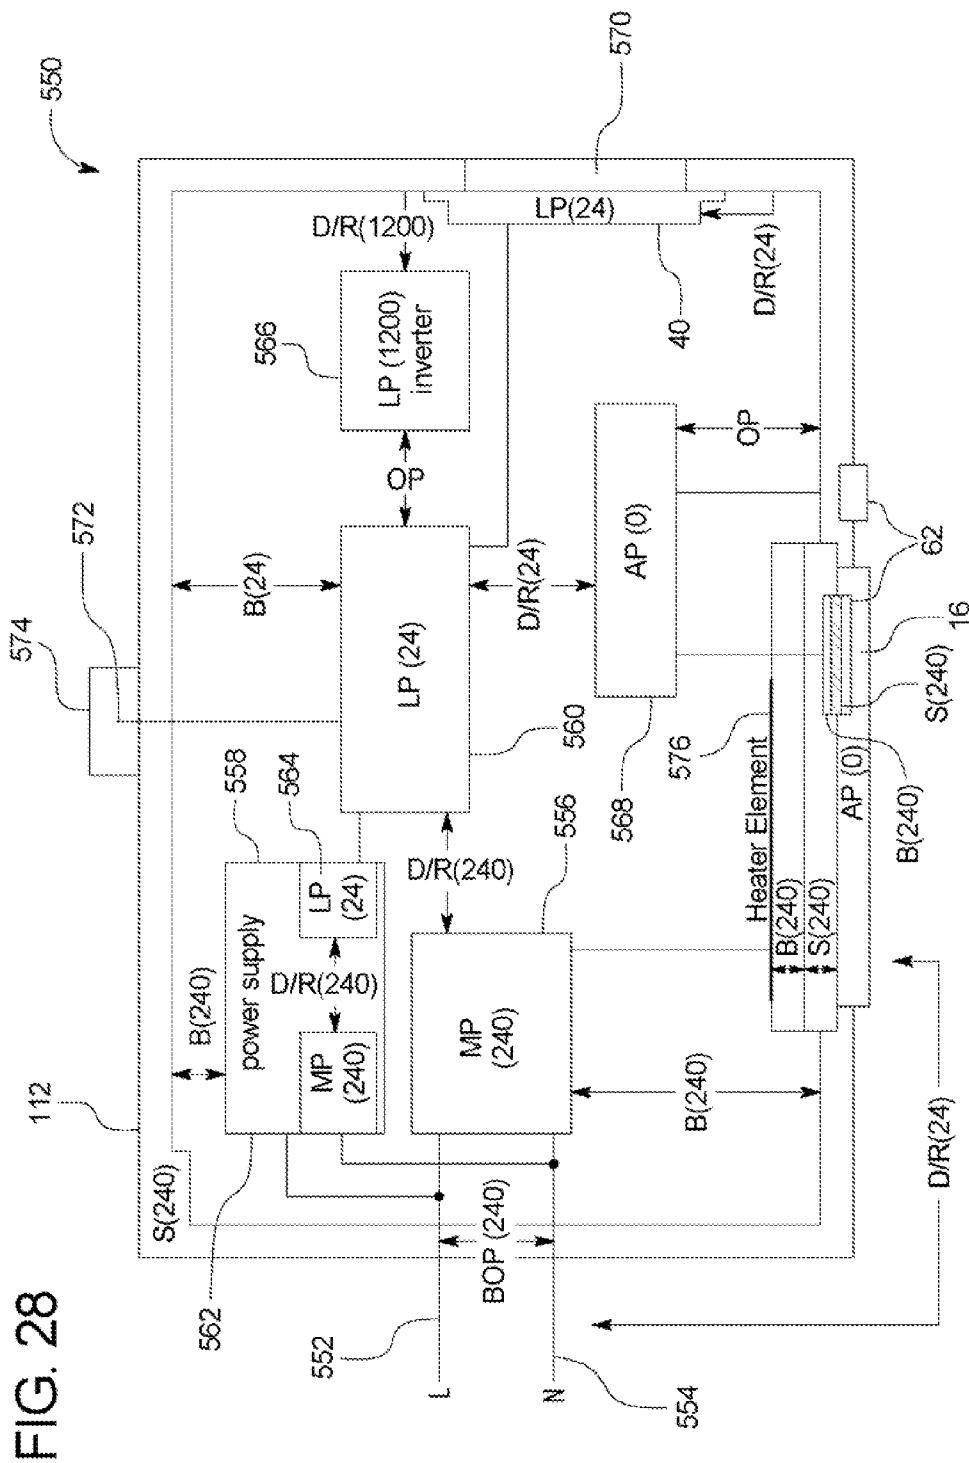 FIG. 28
550
112
562
558
564
574
572
566
570
S(240)
B(240)
power supply
MP
(240)
D/R(240)
LP
(24)
B(24)
D/R(1200)
LP
(1200)
inverter
OP
LP(24)
40
D/R(24)
L
N
552
554
BOP (240)
MP
(240)
D/R(240)
556
LP (24)
560
D/R(24)
AP (0)
568
OP
B(240)
Heater Element
576
B(240)
S(240)
AP (0)
B(240)
S(240)
16
62
D/R(24)